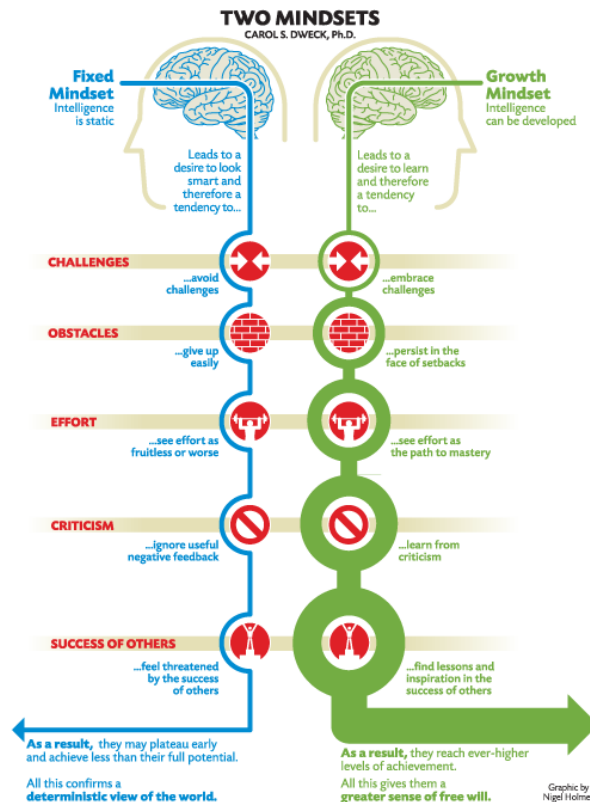 TWO MINDSETS
CAROL S. DWECK, Ph.D.
Fixed
Mindset
Intelligence
is static
Growth
Mindset
Intelligence
can be developed
Leads to a
desire to look
smart and
therefore a
tendency to...
Leads to a
desire to learn
and therefore
a tendency
to...
CHALLENGES
...avoid
challenges
...embrace
challenges
OBSTACLES
...give up
easily
...persist in the
face of setbacks
EFFORT
...see effort as
fruitless or worse
...see effort as
the path to mastery
CRITICISM
...ignore useful
negative feedback
...learn from
criticism
SUCCESS OF OTHERS
...feel threatened
by the success
of others
...find lessons and
inspiration in the
success of others
As a result, they may plateau early
and achieve less than their full potential.
All this confirms a
deterministic view of the world.
As a result, they reach ever-higher
levels of achievement.
All this gives them a
greater sense of free will.
Graphic by
Nigel Holme